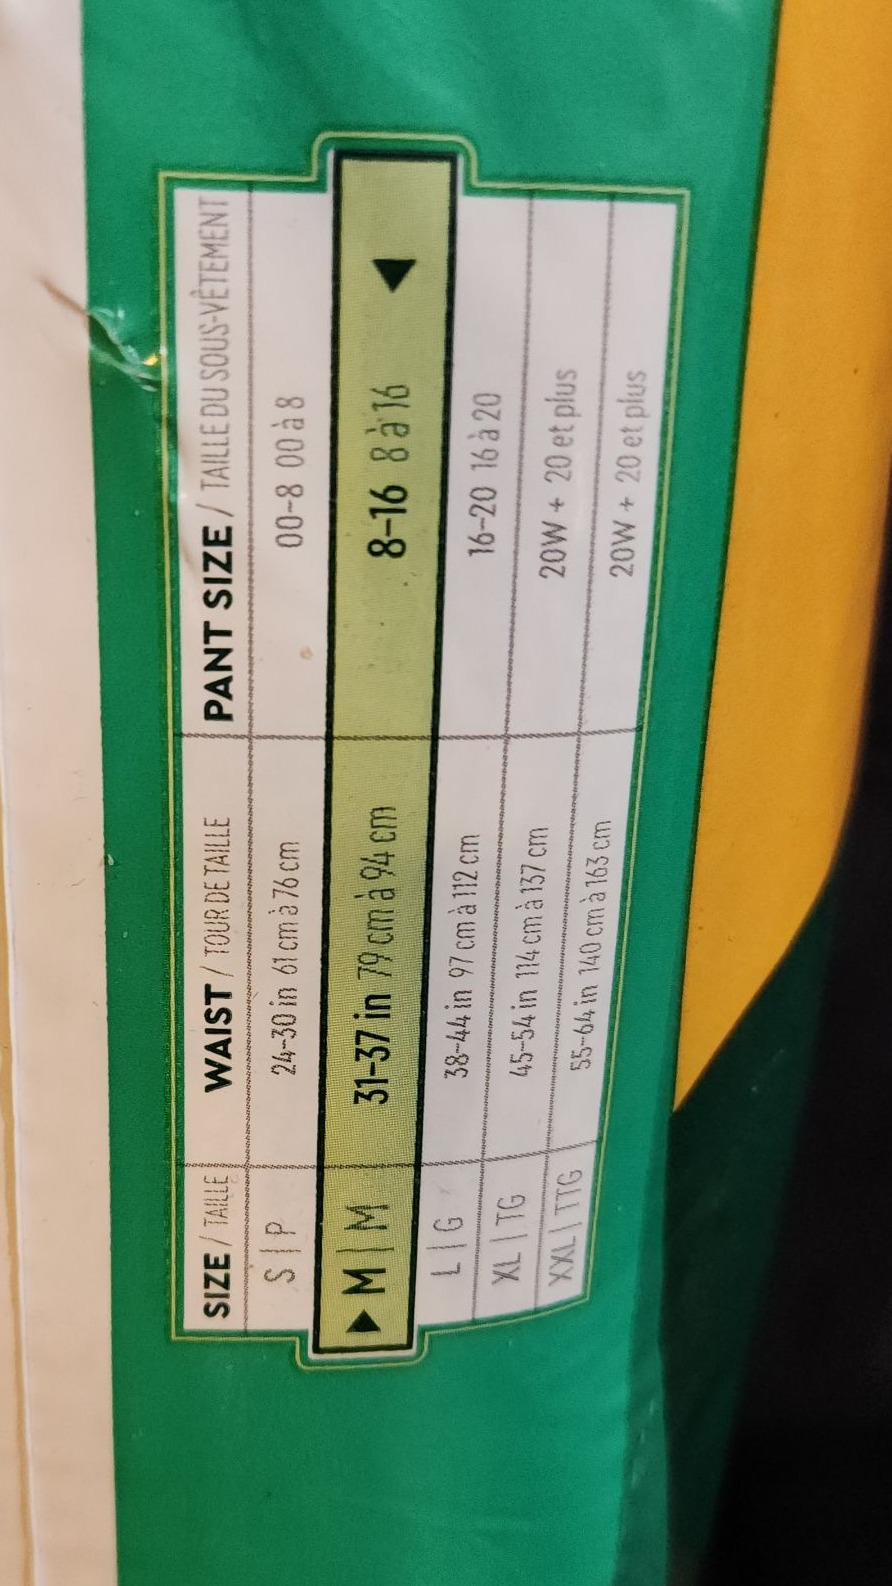 SIZE / TAILLE WAIST / TOUR DE TAILLE PANT SIZE / TAILLE DU SOUS-VÊTEMENT
S | P 24-30 in 61 cm à 76 cm 00-8 00 à 8
▶ M | M 31-37 in 79 cm à 94 cm 8-16 8 à 16 ◀
L | G 38-44 in 97 cm à 112 cm 16-20 16 à 20
XL | TG 45-54 in 114 cm à 137 cm 20W + 20 et plus
XXL | TTG 55-64 in 140 cm à 163 cm 20W + 20 et plus